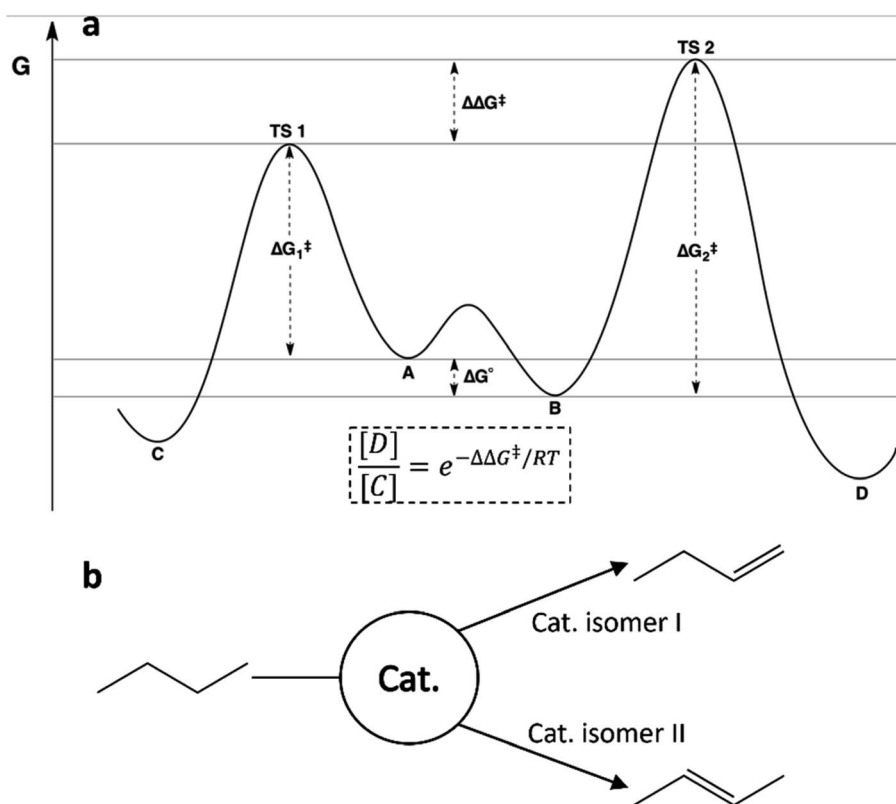 a
G
TS 2
ΔΔG‡
TS 1
ΔG₁‡
ΔG₂‡
A
ΔG°
B
C
[D]/[C] = e^{-ΔΔG‡/RT}
D
b
Cat. isomer I
Cat.
Cat. isomer II